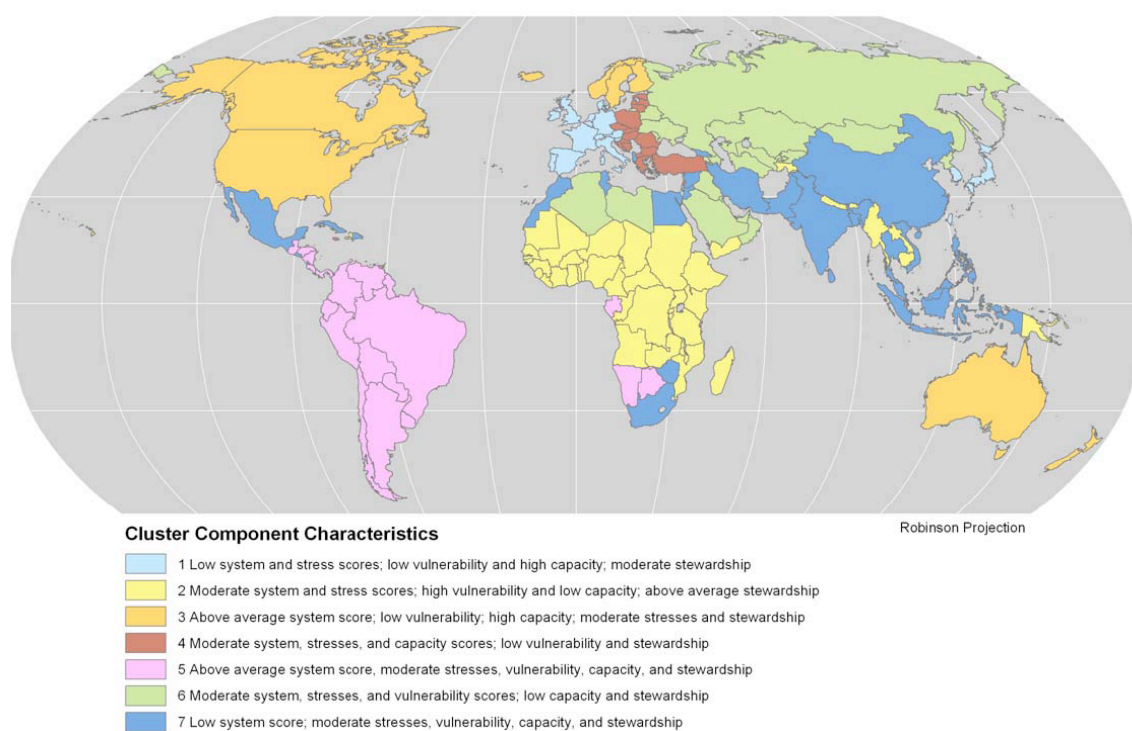 Cluster Component Characteristics
Robinson Projection
1 Low system and stress scores; low vulnerability and high capacity; moderate stewardship
2 Moderate system and stress scores; high vulnerability and low capacity; above average stewardship
3 Above average system score; low vulnerability; high capacity; moderate stresses and stewardship
4 Moderate system, stresses, and capacity scores; low vulnerability and stewardship
5 Above average system score, moderate stresses, vulnerability, capacity, and stewardship
6 Moderate system, stresses, and vulnerability scores; low capacity and stewardship
7 Low system score; moderate stresses, vulnerability, capacity, and stewardship